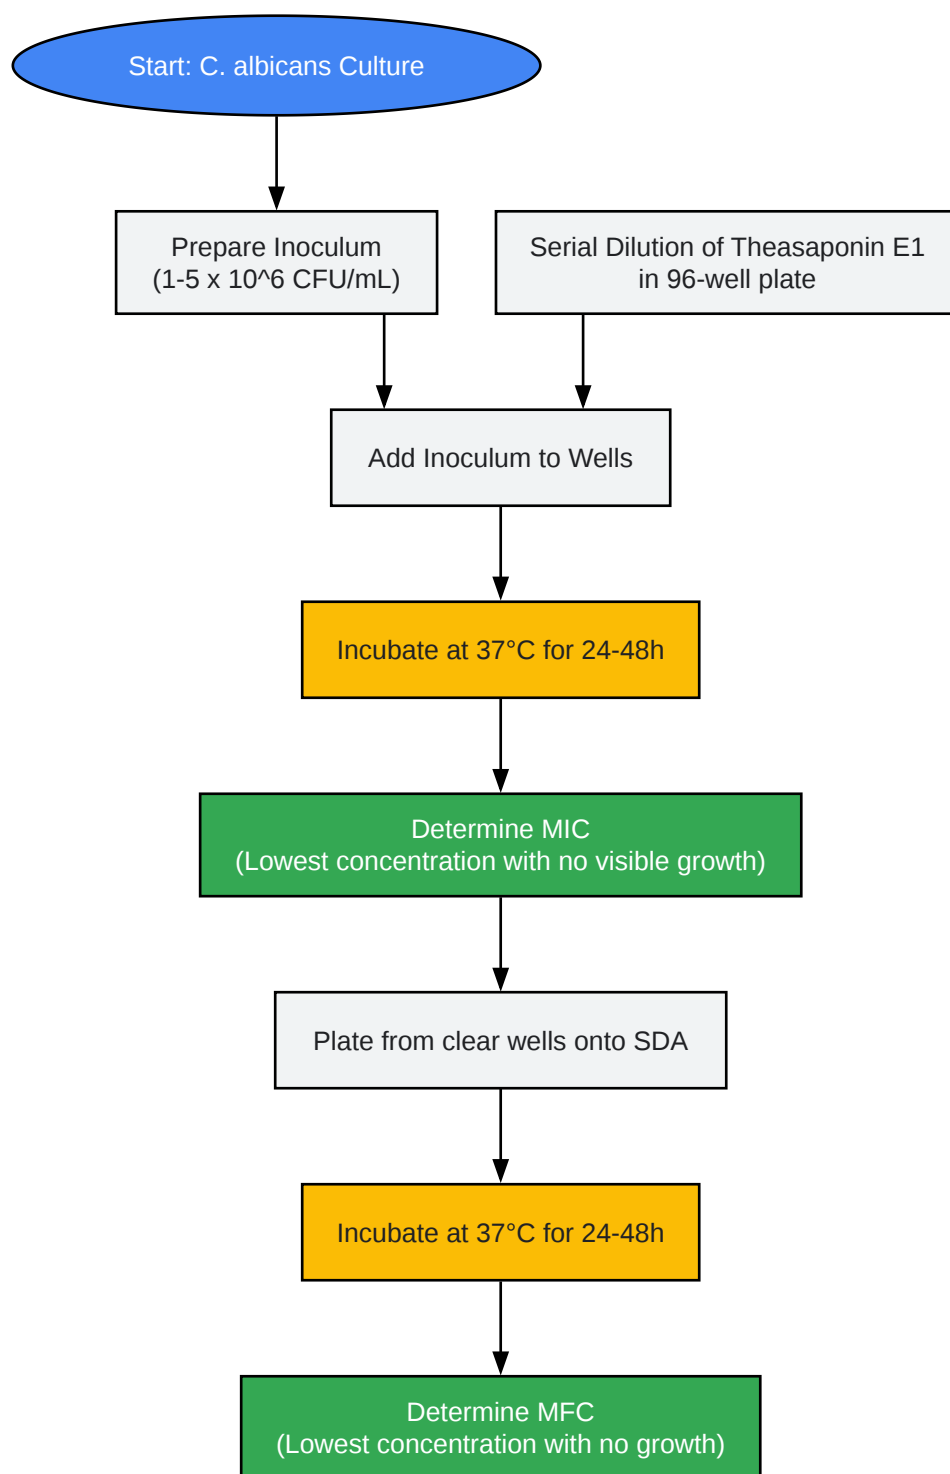 Start: C. albicans Culture
Prepare Inoculum
(1-5 x 10^6 CFU/mL)
Serial Dilution of Theasaponin E1
in 96-well plate
Add Inoculum to Wells
Incubate at 37°C for 24-48h
Determine MIC
(Lowest concentration with no visible growth)
Plate from clear wells onto SDA
Incubate at 37°C for 24-48h
Determine MFC
(Lowest concentration with no growth)